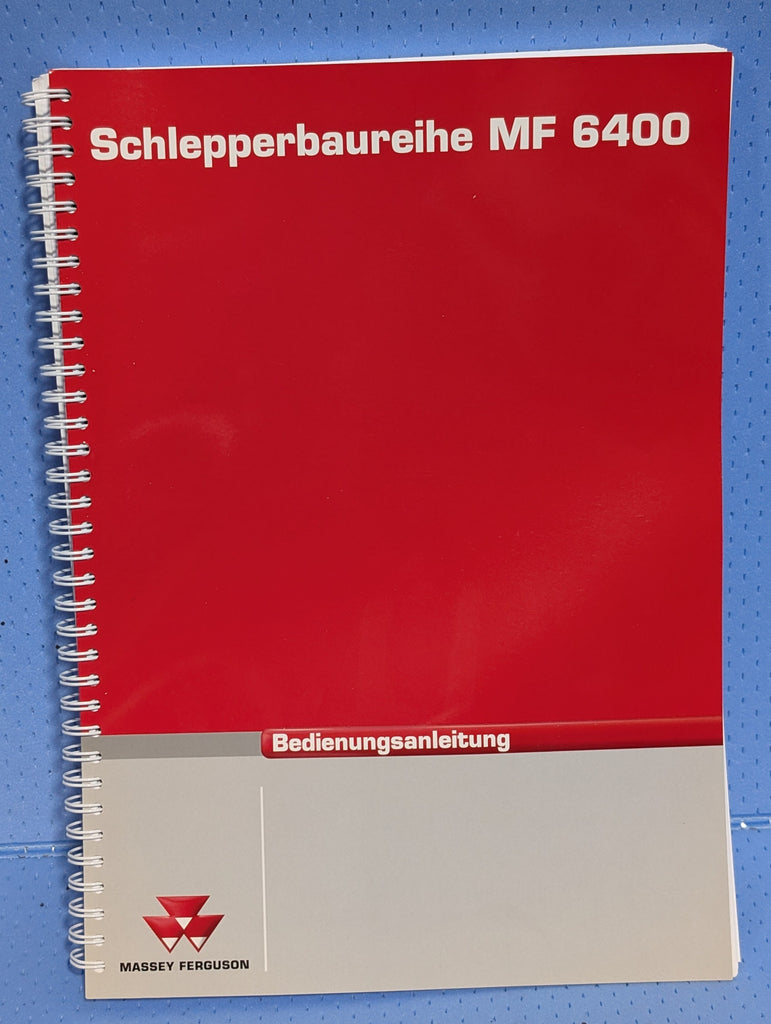 Schlepperbaureihe MF 6400
Bedienungsanleitung
MASSEY FERGUSON